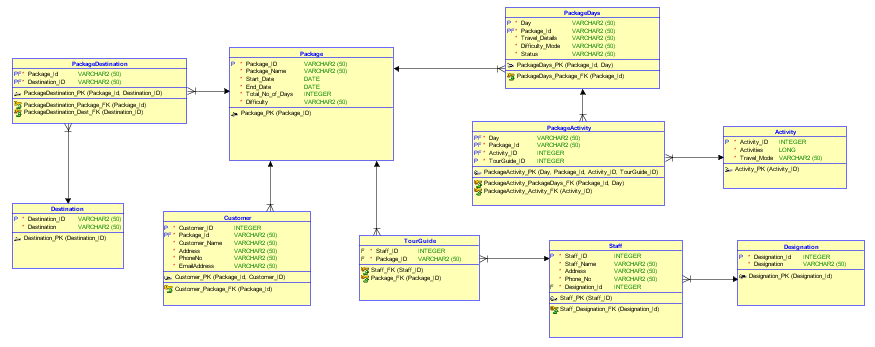 PackageDestination
PF * Package_Id VARCHAR2 (50)
PF * Destination_ID VARCHAR2 (50)
PackageDestination_PK (Package_Id, Destination_ID)
PackageDestination_Package_FK (Package_Id)
PackageDestination_Dest_FK (Destination_ID)
Package
P * Package_ID VARCHAR2 (50)
* Package_Name VARCHAR2 (50)
* Start_Date DATE
* End_Date DATE
* Total_No_of_Days INTEGER
* Difficulty VARCHAR2 (50)
Package_PK (Package_ID)
PackageDays
P * Day VARCHAR2 (50)
PF * Package_Id VARCHAR2 (50)
* Travel_Details VARCHAR2 (50)
* Difficulty_Mode VARCHAR2 (50)
* Status VARCHAR2 (50)
PackageDays_PK (Package_Id, Day)
PackageDays_Package_FK (Package_Id)
PackageActivity
PF * Day VARCHAR2 (50)
PF * Package_Id VARCHAR2 (50)
PF * Activity_ID INTEGER
P * TourGuide_ID INTEGER
PackageActivity_PK (Day, Package_Id, Activity_ID, TourGuide_ID)
PackageActivity_PackageDays_FK (Package_Id, Day)
PackageActivity_Activity_FK (Activity_ID)
Activity
P * Activity_ID INTEGER
* Activities LONG
* Travel_Mode VARCHAR2 (50)
Activity_PK (Activity_ID)
Destination
P * Destination_ID VARCHAR2 (50)
* Destination VARCHAR2 (50)
Destination_PK (Destination_ID)
Customer
P * Customer_ID INTEGER
PF * Package_Id VARCHAR2 (50)
* Customer_Name VARCHAR2 (50)
* Address VARCHAR2 (50)
* PhoneNo VARCHAR2 (50)
* EmailAddress VARCHAR2 (50)
Customer_PK (Package_Id, Customer_ID)
Customer_Package_FK (Package_Id)
TourGuide
F * Staff_ID INTEGER
F * Package_ID VARCHAR2 (50)
Staff_FK (Staff_ID)
Package_FK (Package_ID)
Staff
P * Staff_ID INTEGER
* Staff_Name VARCHAR2 (50)
* Address VARCHAR2 (50)
* Phone_No VARCHAR2 (50)
F * Designation_Id INTEGER
Staff_PK (Staff_ID)
Staff_Designation_FK (Designation_Id)
Designation
P * Designation_Id INTEGER
* Designation VARCHAR2 (50)
Designation_PK (Designation_Id)